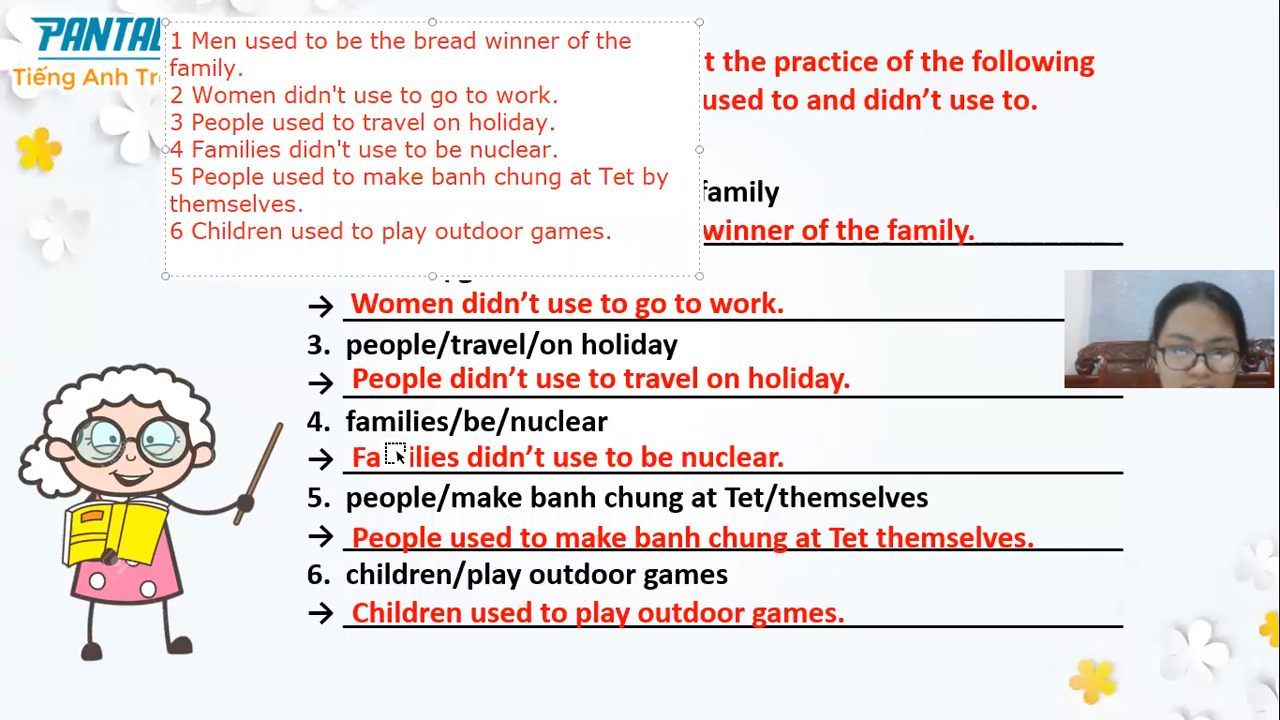 PANTA
Tiếng Anh Tr
1 Men used to be the bread winner of the
family.
2 Women didn't use to go to work.
3 People used to travel on holiday.
4 Families didn't use to be nuclear.
5 People used to make banh chung at Tet by
themselves.
6 Children used to play outdoor games.
t the practice of the following
used to and didn't use to.
family
winner of the family.
→ Women didn't use to go to work.
3. people/travel/on holiday
→ People didn't use to travel on holiday.
4. families/be/nuclear
→ Fa ilies didn't use to be nuclear.
5. people/make banh chung at Tet/themselves
→ People used to make banh chung at Tet themselves.
6. children/play outdoor games
→ Children used to play outdoor games.